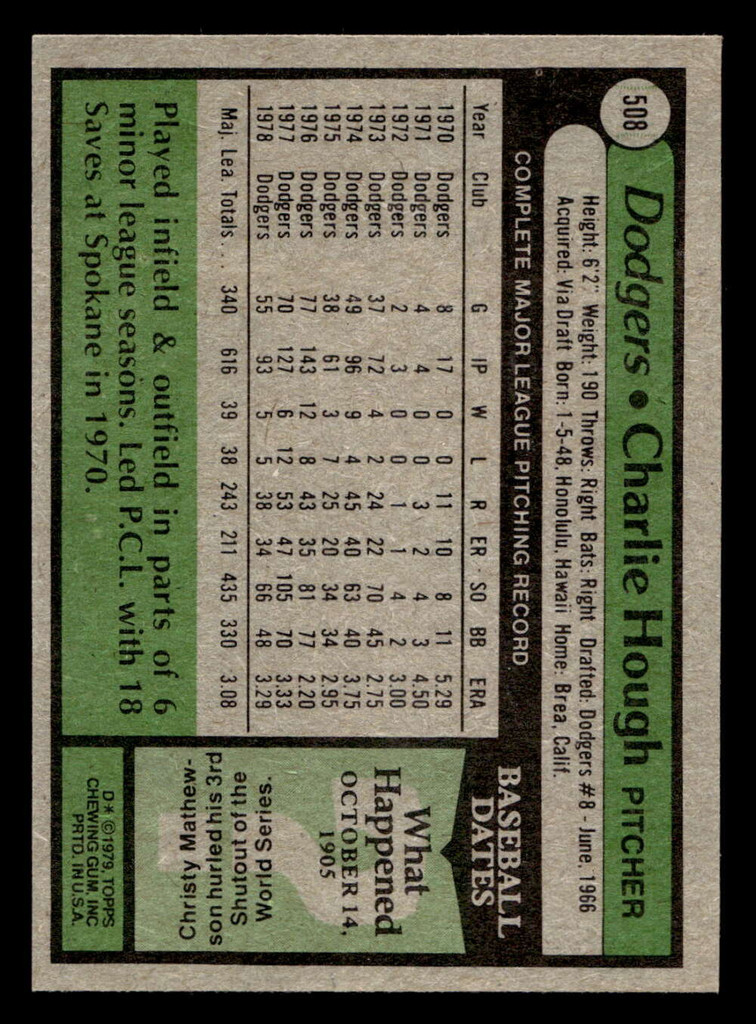 508
Dodgers • Charlie Hough PITCHER
Height: 6'2" Weight: 190 Throws: Right Bats: Right Drafted: Dodgers #8 - June, 1966
Acquired: Via Draft Born: 1-5-48, Honolulu, Hawaii Home: Brea, Calif.
COMPLETE MAJOR LEAGUE PITCHING RECORD
Year Club G IP W L R ER SO BB ERA
1970 Dodgers 8 17 0 0 11 10 8 11 5.29
1971 Dodgers 4 4 0 0 3 2 4 3 4.50
1972 Dodgers 2 3 0 0 1 1 4 2 3.00
1973 Dodgers 37 72 4 2 24 22 70 45 2.75
1974 Dodgers 49 96 9 4 45 40 63 40 3.75
1975 Dodgers 38 61 3 7 25 20 34 34 2.95
1976 Dodgers 77 143 12 8 43 35 81 77 2.20
1977 Dodgers 70 127 6 12 53 47 105 70 3.33
1978 Dodgers 55 93 5 5 38 34 66 48 3.29
Maj. Lea. Totals . . . 340 616 39 38 243 211 435 330 3.08
Played infield & outfield in parts of 6
minor league seasons. Led P.C.L. with 18
Saves at Spokane in 1970.
BASEBALL
DATES
What
Happened
OCTOBER 14,
1905
World Series.
Shutout of the
son hurled his 3rd
Christy Mathew-
D* © 1979, TOPPS
CHEWING GUM, INC
PRTD. IN U.S.A.